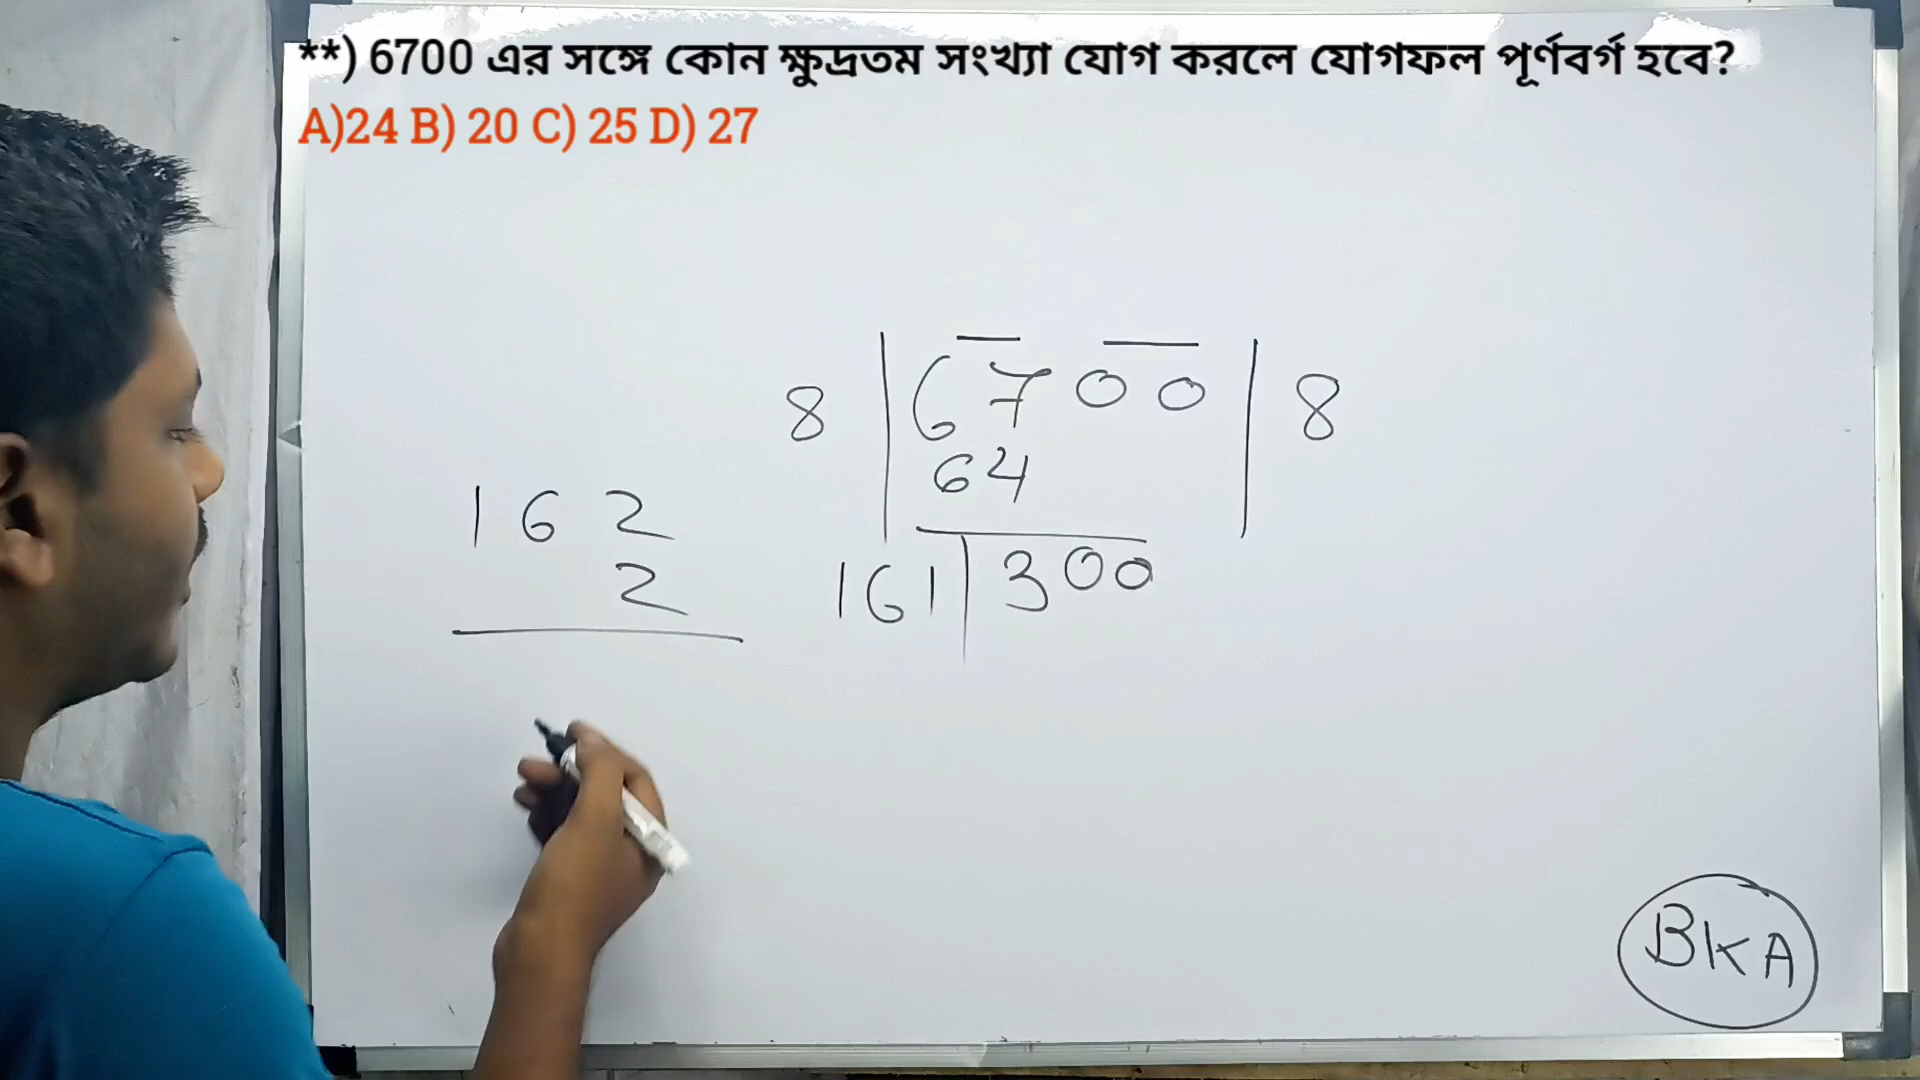 **) 6700 এর সঙ্গে কোন ক্ষুদ্রতম সংখ্যা যোগ করলে যোগফল পূর্ণবর্গ হবে?
A)24 B) 20 C) 25 D) 27
8 | 6700 | 8
64
161 | 300
162
2
BKA